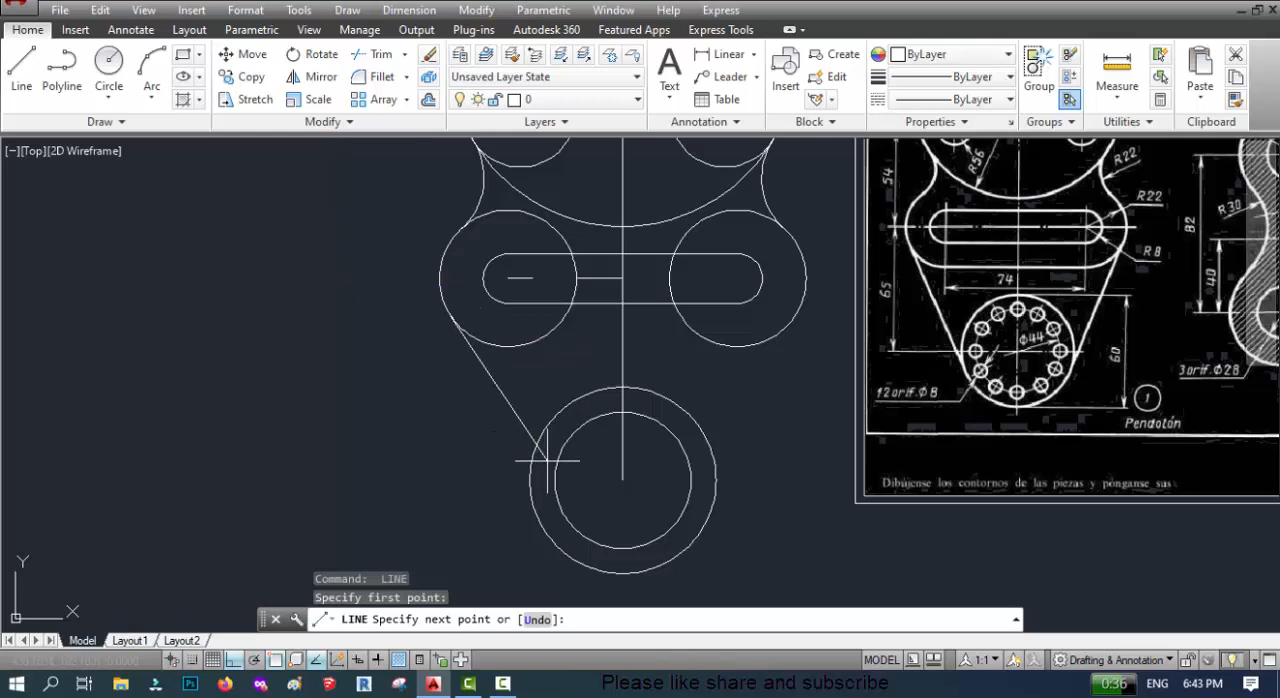 File Edit View Insert Format Tools Draw Dimension Modify Parametric Window Help Express
Home Insert Annotate Layout Parametric View Manage Output Plug-ins Autodesk 360 Featured Apps Express Tools
Line Polyline Circle Arc
Move Rotate Trim
Copy Mirror Fillet
Stretch Scale Array
Unsaved Layer State
0
Text
Linear
Leader
Table
Insert
Create
Edit
ByLayer
ByLayer
ByLayer
Group
Measure
Paste
Draw Modify Layers Annotation Block Properties Groups Utilities Clipboard
[−][Top][2D Wireframe]
R56
R22
54
R22
R8
R30
82
40
74
65
Φ44
60
12 orif.Φ8
3 orif.Φ28
1
Pendolón
Dibújense los contornos de las piezas y pónganse sus
Y
X
Command: LINE
Specify first point:
LINE Specify next point or [Undo]:
Model Layout1 Layout2
MODEL 1:1 Drafting & Annotation
Please like share and subscribe
0:36 ENG 6:43 PM